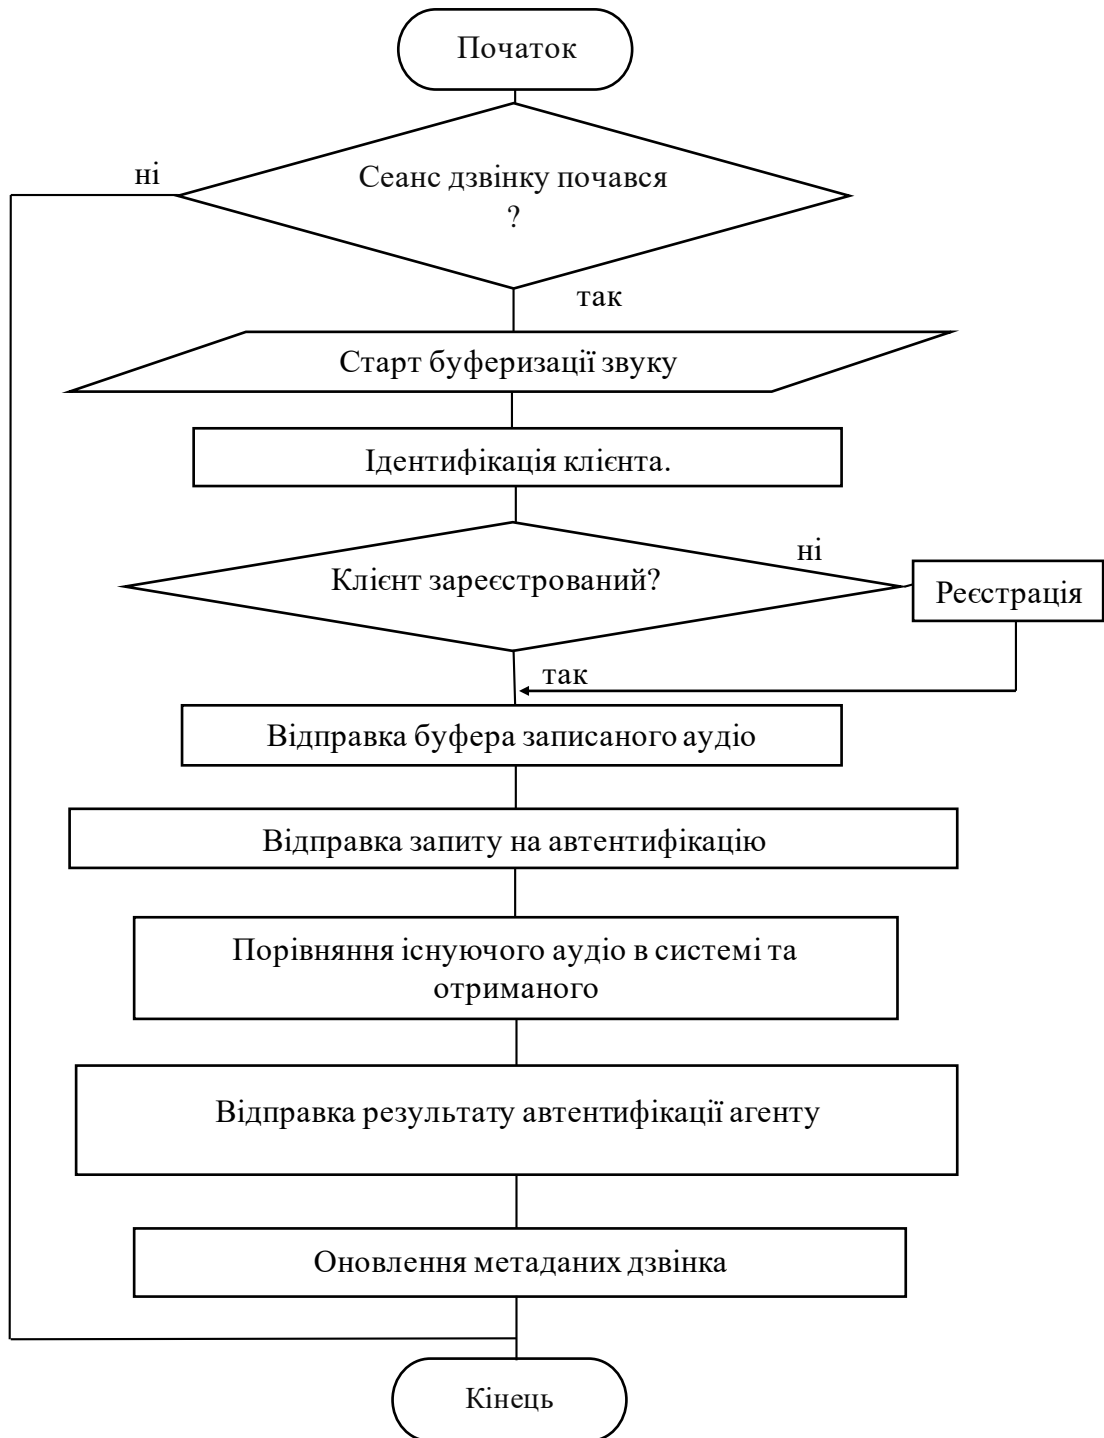 Початок
ні
Сеанс дзвінку почався
?
так
Старт буферизації звуку
Ідентифікація клієнта.
ні
Клієнт зареєстрований?
Реєстрація
так
Відправка буфера записаного аудіо
Відправка запиту на автентифікацію
Порівняння існуючого аудіо в системі та
отриманого
Відправка результату автентифікації агенту
Оновлення метаданих дзвінка
Кінець